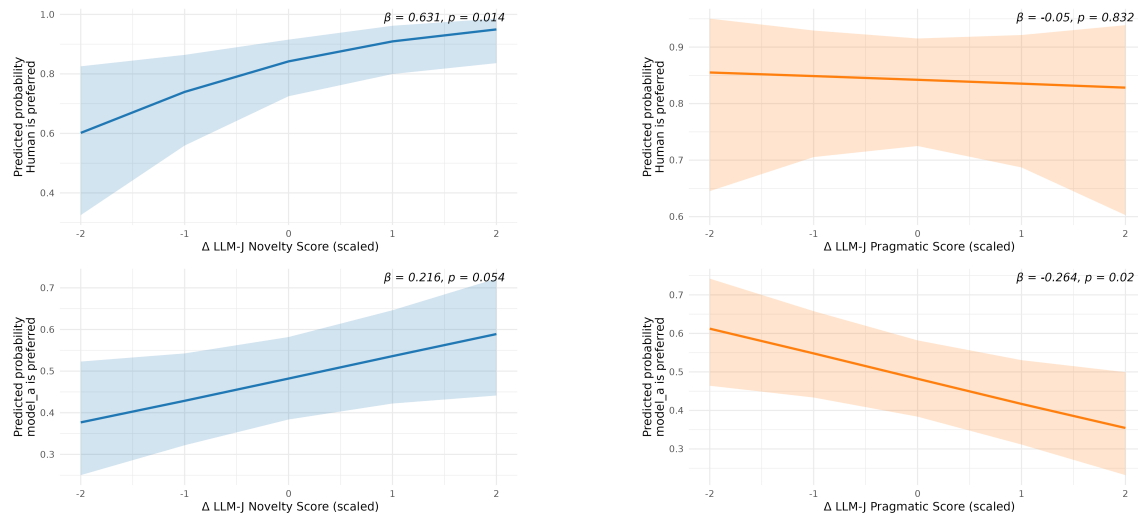 β = 0.631, p = 0.014
1.0
0.8
0.6
0.4
Predicted probability
Human is preferred
-2 -1 0 1 2
Δ LLM-J Novelty Score (scaled)
β = -0.05, p = 0.832
0.9
0.8
0.7
0.6
Predicted probability
Human is preferred
-2 -1 0 1 2
Δ LLM-J Pragmatic Score (scaled)
β = 0.216, p = 0.054
0.7
0.6
0.5
0.4
0.3
Predicted probability
model_a is preferred
-2 -1 0 1 2
Δ LLM-J Novelty Score (scaled)
β = -0.264, p = 0.02
0.7
0.6
0.5
0.4
0.3
Predicted probability
model_a is preferred
-2 -1 0 1 2
Δ LLM-J Pragmatic Score (scaled)